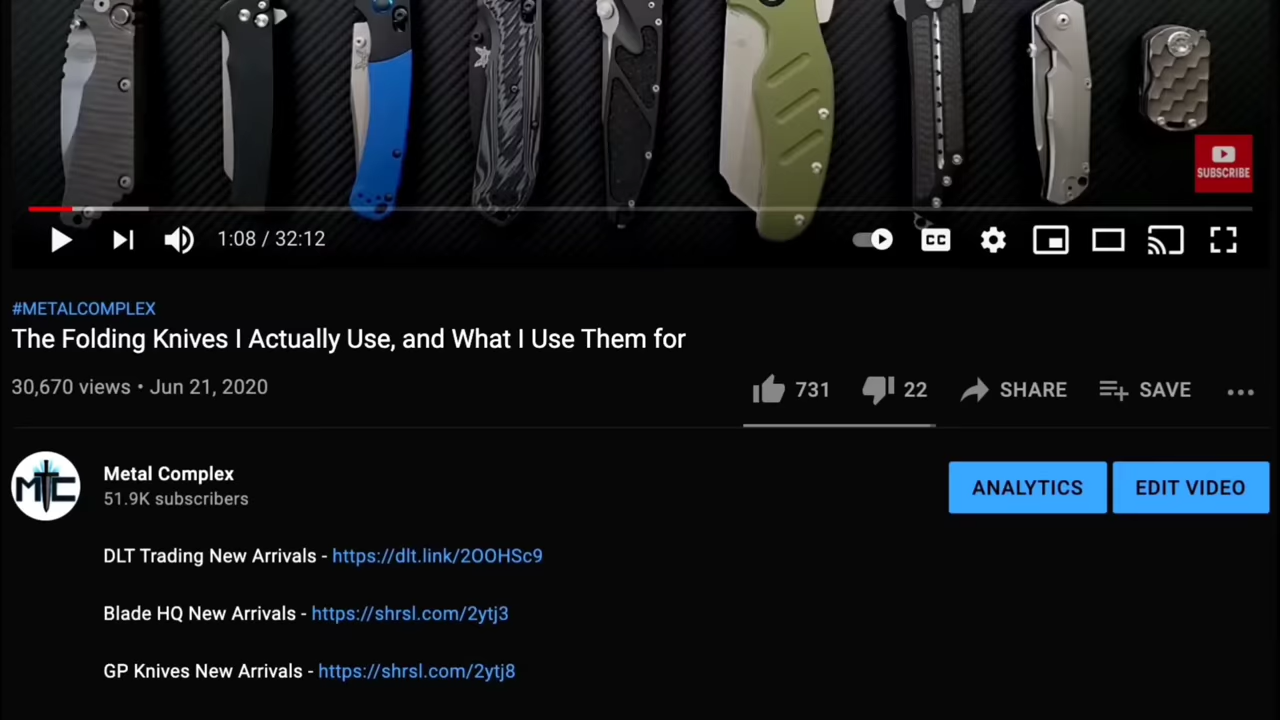 SUBSCRIBE
1:08 / 32:12
CC
#METALCOMPLEX
The Folding Knives I Actually Use, and What I Use Them for
30,670 views • Jun 21, 2020
731
22
SHARE
SAVE
MTC
Metal Complex
51.9K subscribers
ANALYTICS
EDIT VIDEO
DLT Trading New Arrivals - https://dlt.link/2OOHSc9
Blade HQ New Arrivals - https://shrsl.com/2ytj3
GP Knives New Arrivals - https://shrsl.com/2ytj8